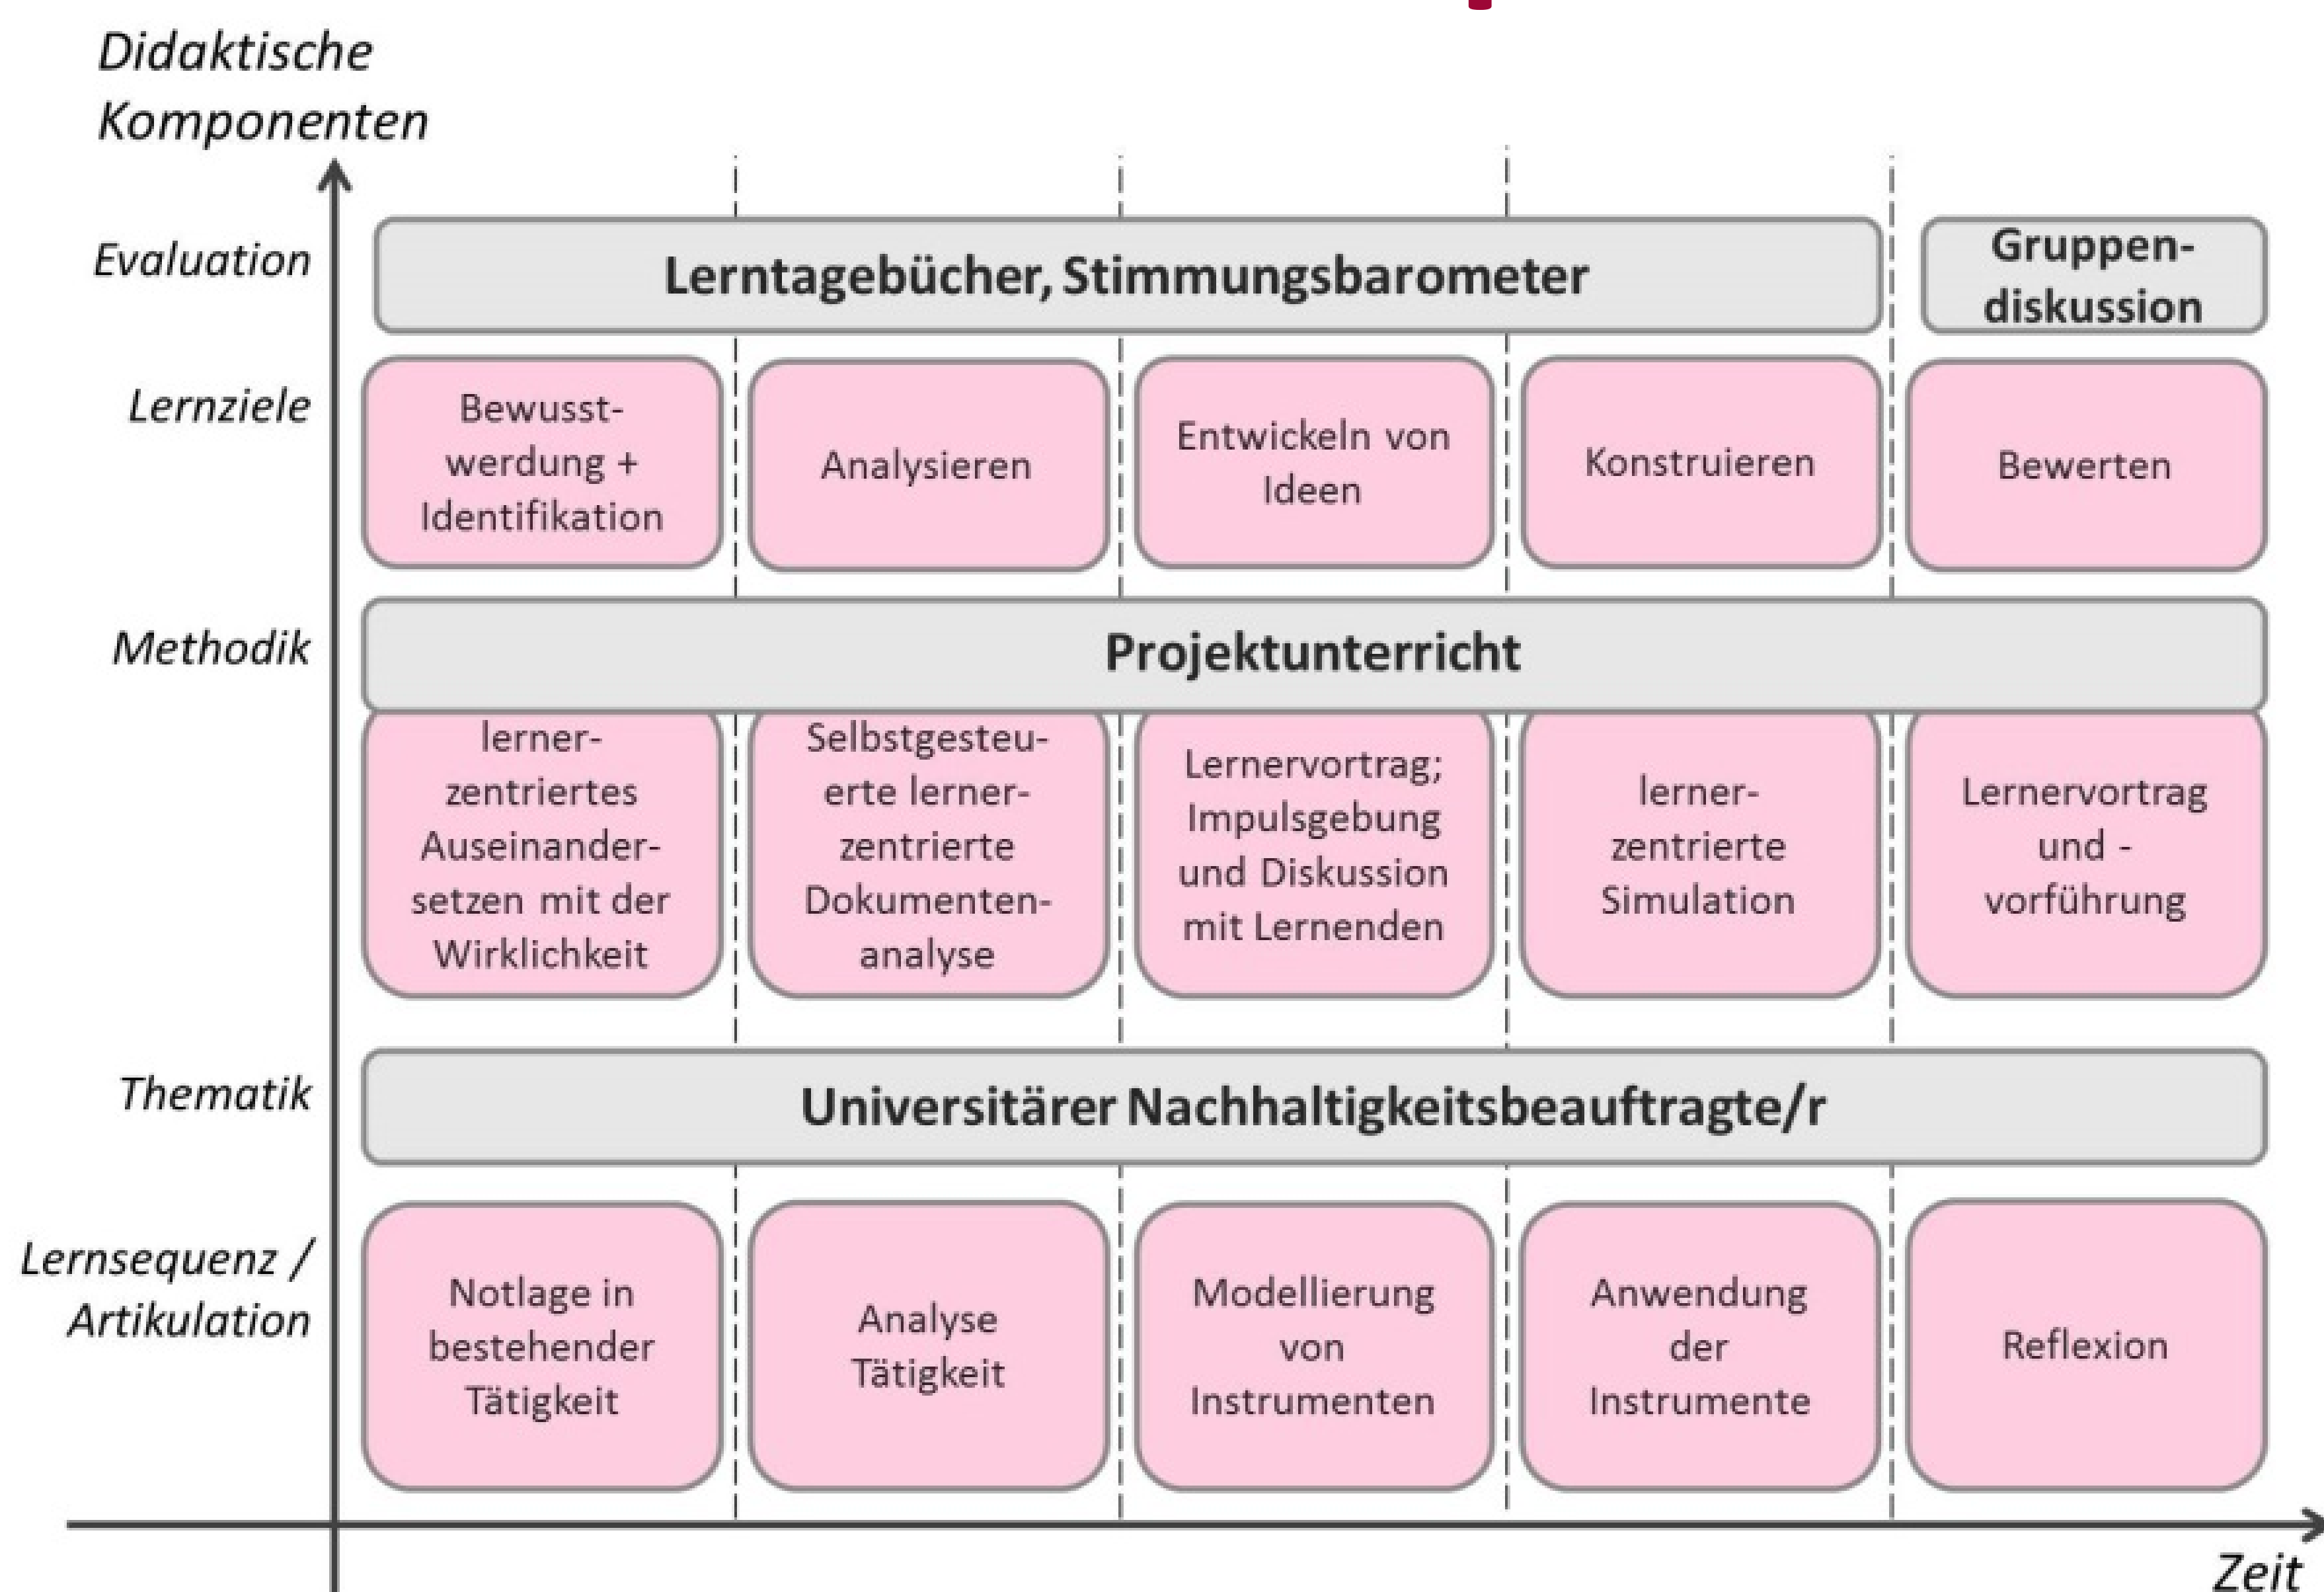 Didaktische
Komponenten
Evaluation
Lerntagebücher, Stimmungsbarometer
Gruppen-
diskussion
Lernziele
Bewusst-
werdung +
Identifikation
Analysieren
Entwickeln von
Ideen
Konstruieren
Bewerten
Methodik
Projektunterricht
lerner-
zentriertes
Auseinander-
setzen mit der
Wirklichkeit
Selbstgesteu-
erte lerner-
zentrierte
Dokumenten-
analyse
Lernervortrag;
Impulsgebung
und Diskussion
mit Lernenden
lerner-
zentrierte
Simulation
Lernervortrag
und -
vorführung
Thematik
Universitärer Nachhaltigkeitsbeauftragte/r
Lernsequenz /
Artikulation
Notlage in
bestehender
Tätigkeit
Analyse
Tätigkeit
Modellierung
von
Instrumenten
Anwendung
der
Instrumente
Reflexion
Zeit